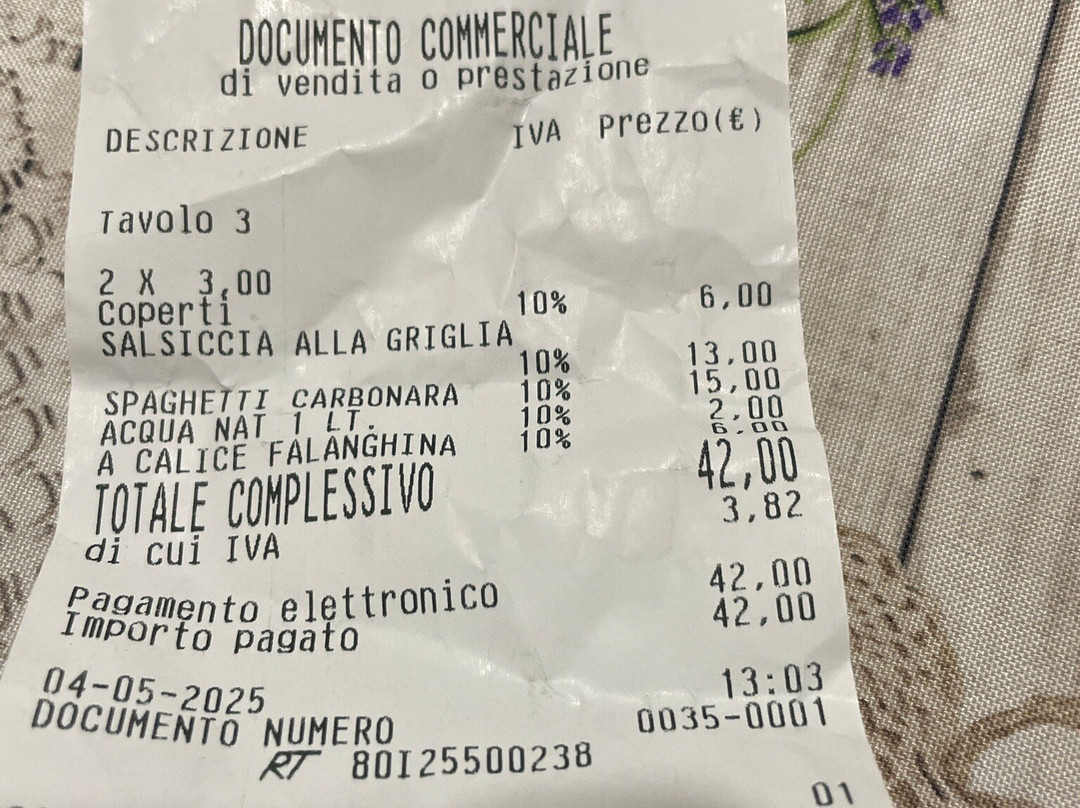 DOCUMENTO COMMERCIALE
di vendita o prestazione
DESCRIZIONE IVA Prezzo(€)
Tavolo 3
2 X 3,00
Coperti 10% 6,00
SALSICCIA ALLA GRIGLIA
10% 13,00
SPAGHETTI CARBONARA 10% 15,00
ACQUA NAT 1 LT. 10% 2,00
A CALICE FALANGHINA 10% 6,00
TOTALE COMPLESSIVO 42,00
di cui IVA 3,82
Pagamento elettronico 42,00
Importo pagato 42,00
04-05-2025 13:03
DOCUMENTO NUMERO 0035-0001
RT 80I25500238
01